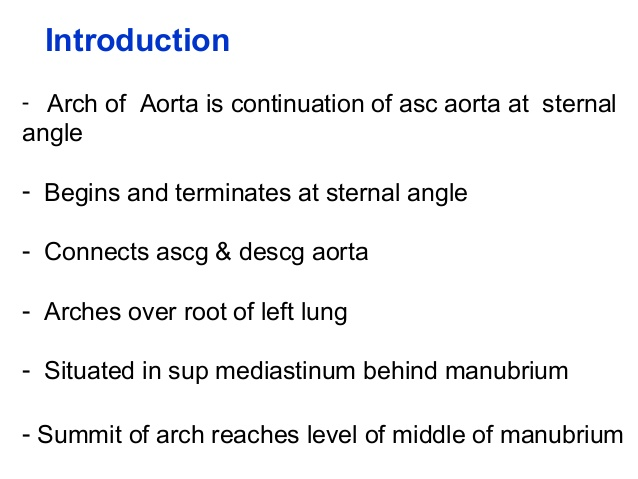 Introduction
- Arch of Aorta is continuation of asc aorta at sternal
angle
- Begins and terminates at sternal angle
- Connects ascg & descg aorta
- Arches over root of left lung
- Situated in sup mediastinum behind manubrium
- Summit of arch reaches level of middle of manubrium